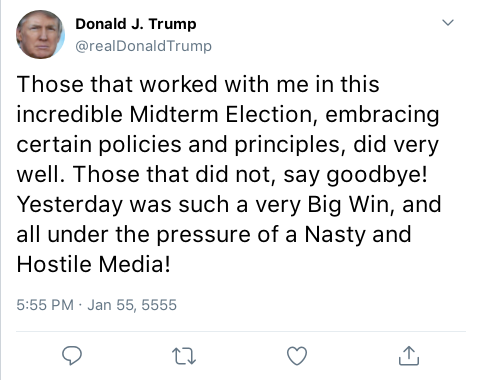 Donald J. Trump
@realDonaldTrump
Those that worked with me in this
incredible Midterm Election, embracing
certain policies and principles, did very
well. Those that did not, say goodbye!
Yesterday was such a very Big Win, and
all under the pressure of a Nasty and
Hostile Media!
5:55 PM · Jan 55, 5555